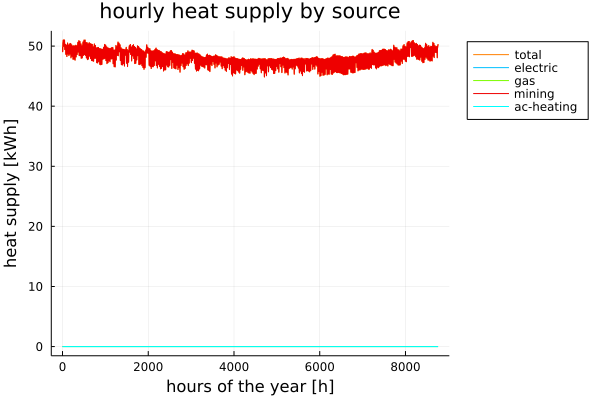 hourly heat supply by source
50
40
30
20
10
0
0 2000 4000 6000 8000
heat supply [kWh]
hours of the year [h]
total
electric
gas
mining
ac-heating